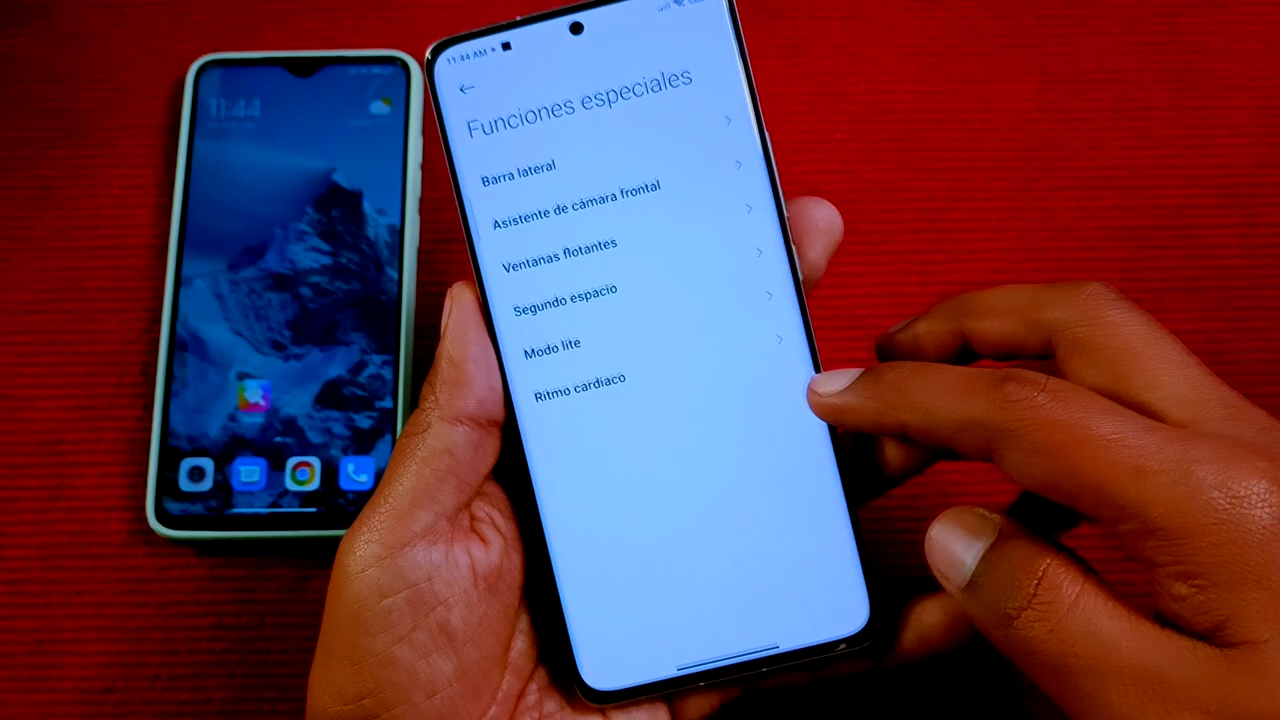 11:44
11:44 AM
Funciones especiales
Barra lateral
Asistente de cámara frontal
Ventanas flotantes
Segundo espacio
Modo lite
Ritmo cardiaco